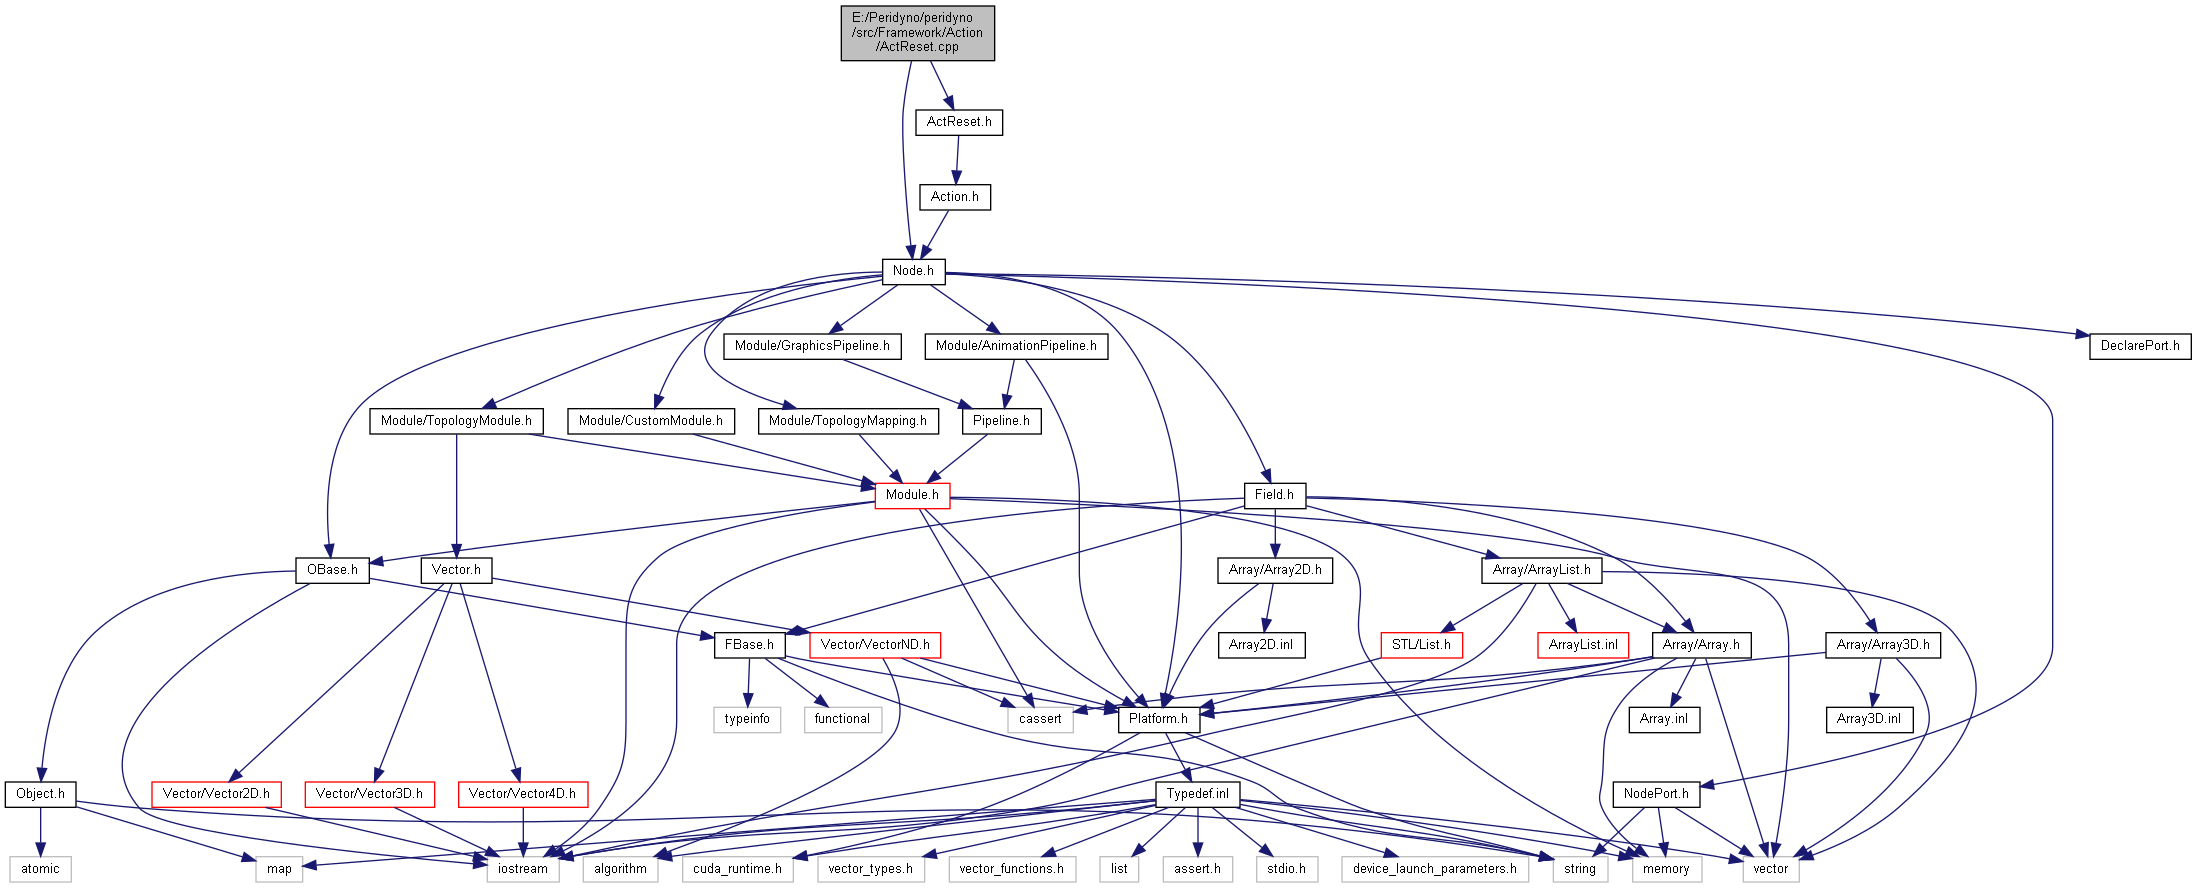 E:/Peridyno/peridyno
/src/Framework/Action
/ActReset.cpp
ActReset.h
Action.h
Node.h
Module/GraphicsPipeline.h
Module/AnimationPipeline.h
DeclarePort.h
Module/TopologyModule.h
Module/CustomModule.h
Module/TopologyMapping.h
Pipeline.h
Module.h
Field.h
OBase.h
Vector.h
Array/Array2D.h
Array/ArrayList.h
FBase.h
Vector/VectorND.h
Array2D.inl
STL/List.h
ArrayList.inl
Array/Array.h
Array/Array3D.h
typeinfo
functional
cassert
Platform.h
Array.inl
Array3D.inl
Object.h
Vector/Vector2D.h
Vector/Vector3D.h
Vector/Vector4D.h
Typedef.inl
NodePort.h
atomic
map
iostream
algorithm
cuda_runtime.h
vector_types.h
vector_functions.h
list
assert.h
stdio.h
device_launch_parameters.h
string
memory
vector